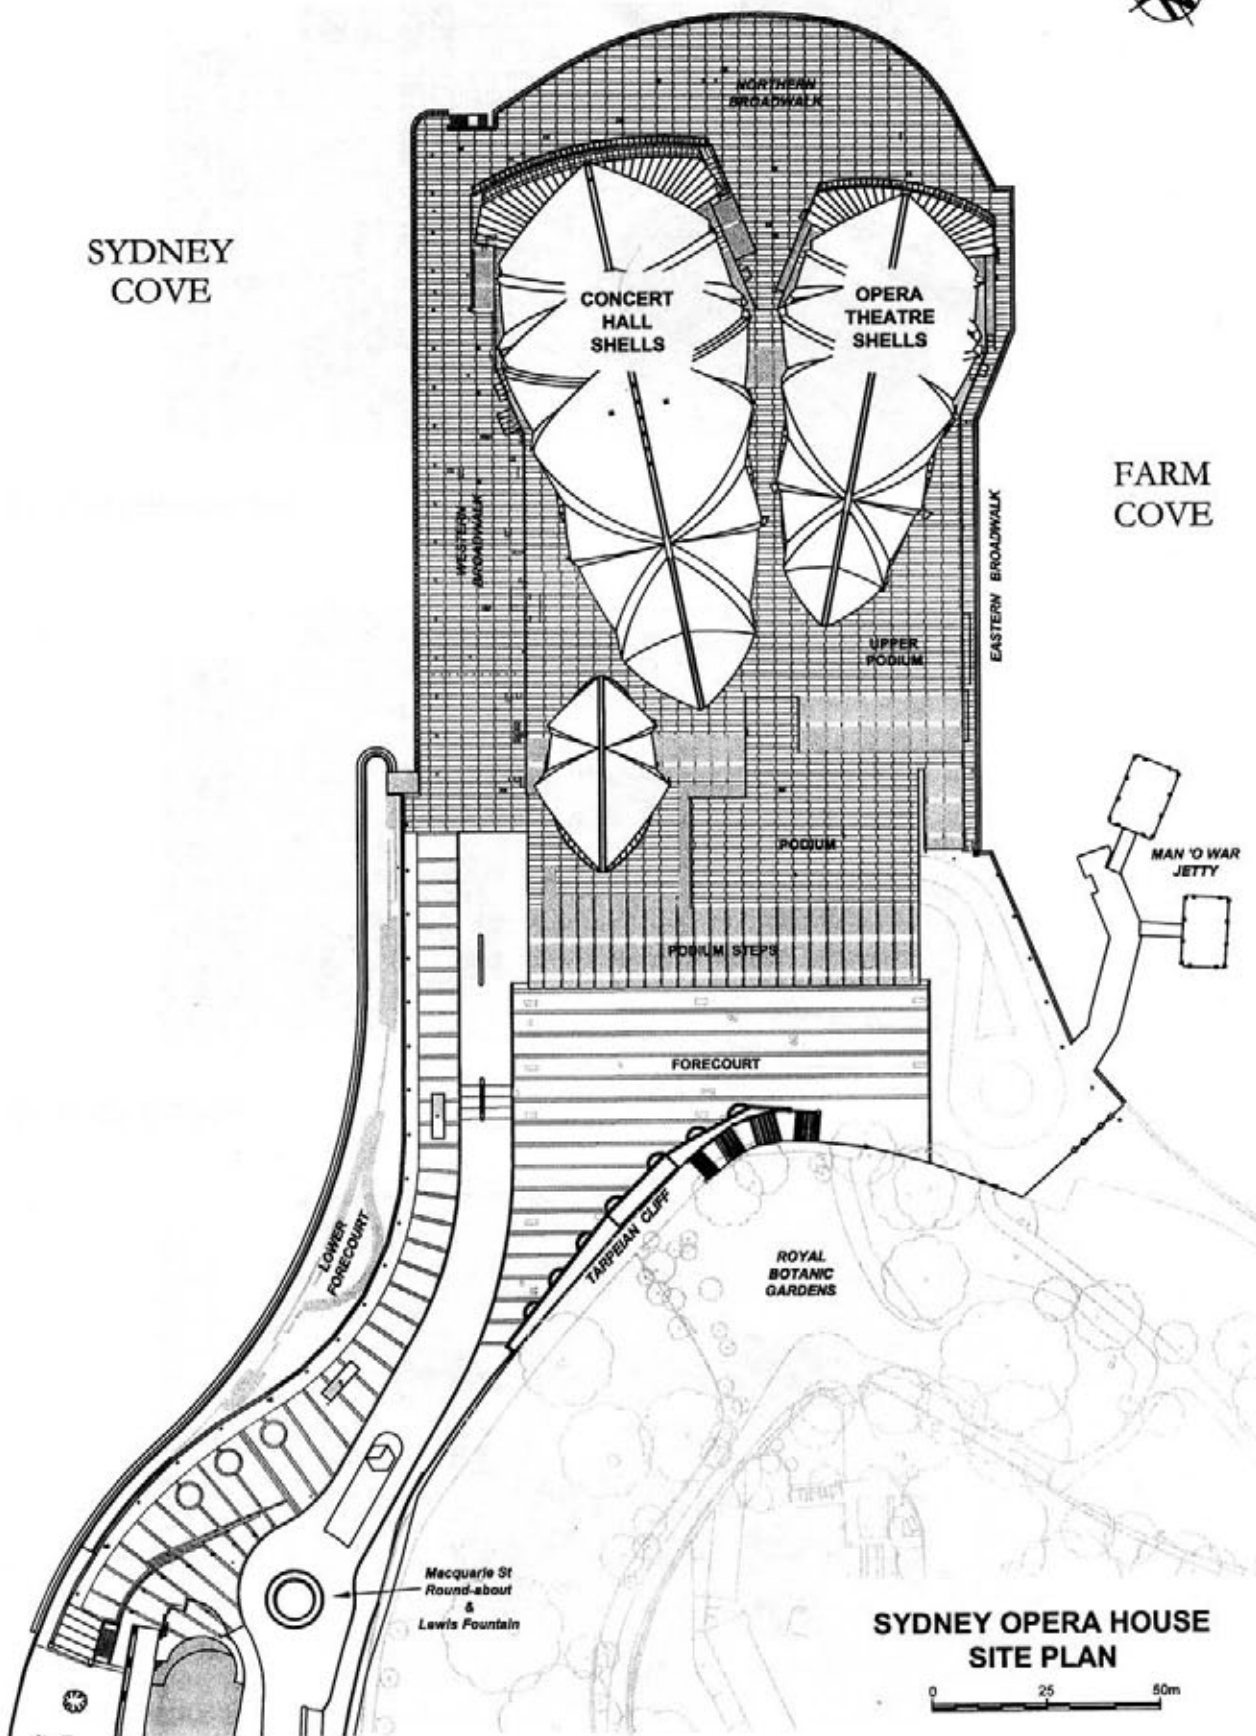 NORTHERN
BROADWALK
SYDNEY
COVE
CONCERT
HALL
SHELLS
OPERA
THEATRE
SHELLS
FARM
COVE
WESTERN
BROADWALK
EASTERN BROADWALK
UPPER
PODIUM
PODIUM
MAN 'O WAR
JETTY
PODIUM STEPS
FORECOURT
TARPEIAN CLIFF
LOWER
FORECOURT
ROYAL
BOTANIC
GARDENS
Macquarie St
Round-about
&
Lewis Fountain
SYDNEY OPERA HOUSE
SITE PLAN
0 25 50m